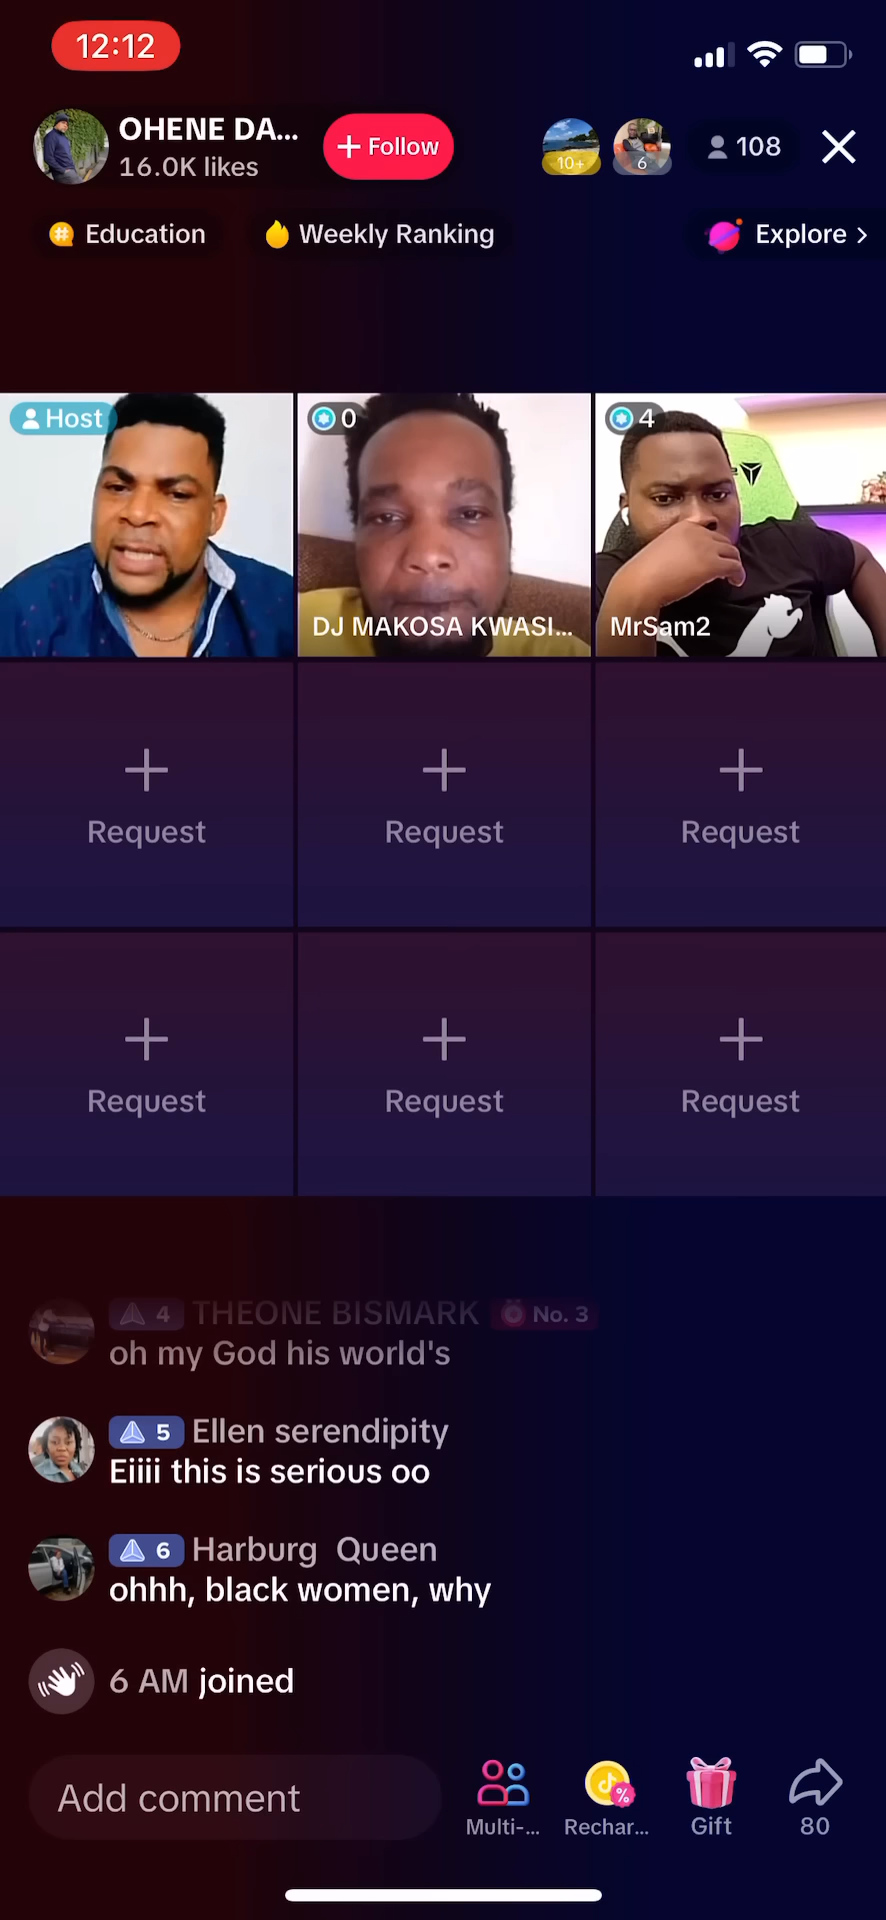 12:12
OHENE DA...
16.0K likes
+ Follow
10+
6
108
Education
Weekly Ranking
Explore >
Host
0
4
DJ MAKOSA KWASI...
MrSam2
Request
Request
Request
Request
Request
Request
4 THEONE BISMARK No. 3
oh my God his world's
5 Ellen serendipity
Eiiii this is serious oo
6 Harburg Queen
ohhh, black women, why
6 AM joined
Add comment
Multi-...
Rechar...
Gift
80